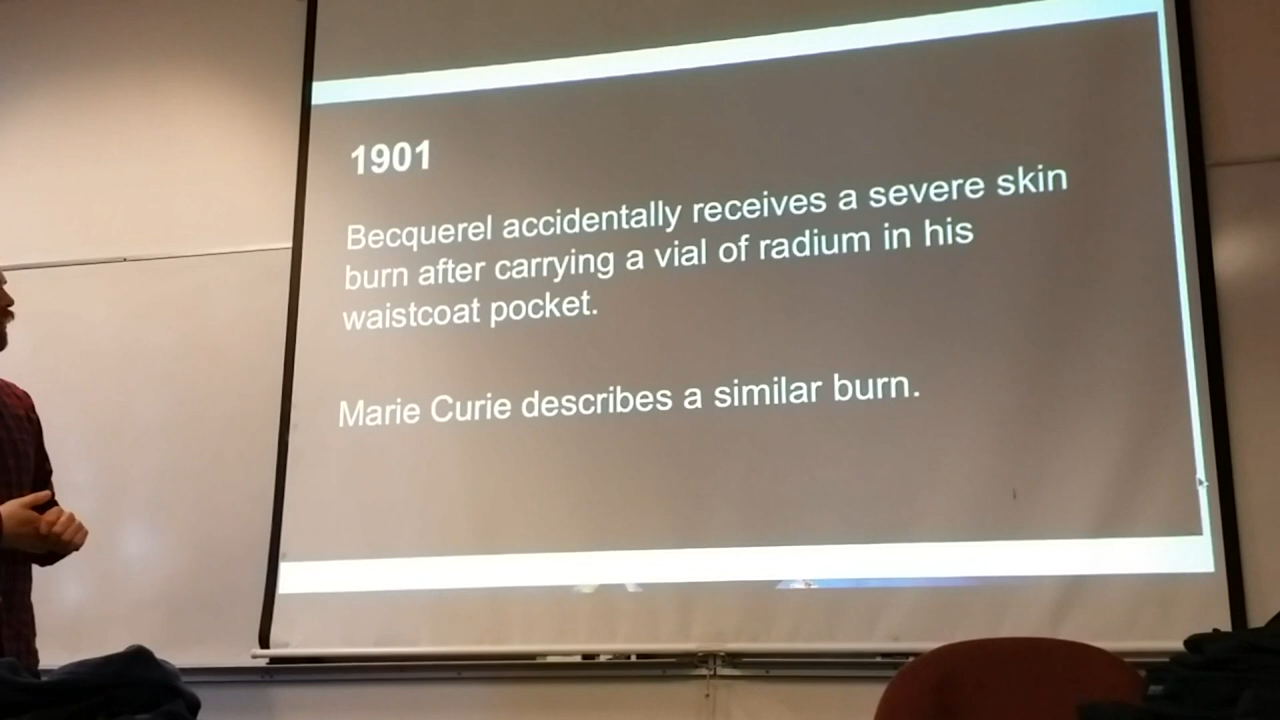 1901
Becquerel accidentally receives a severe skin
burn after carrying a vial of radium in his
waistcoat pocket.
Marie Curie describes a similar burn.